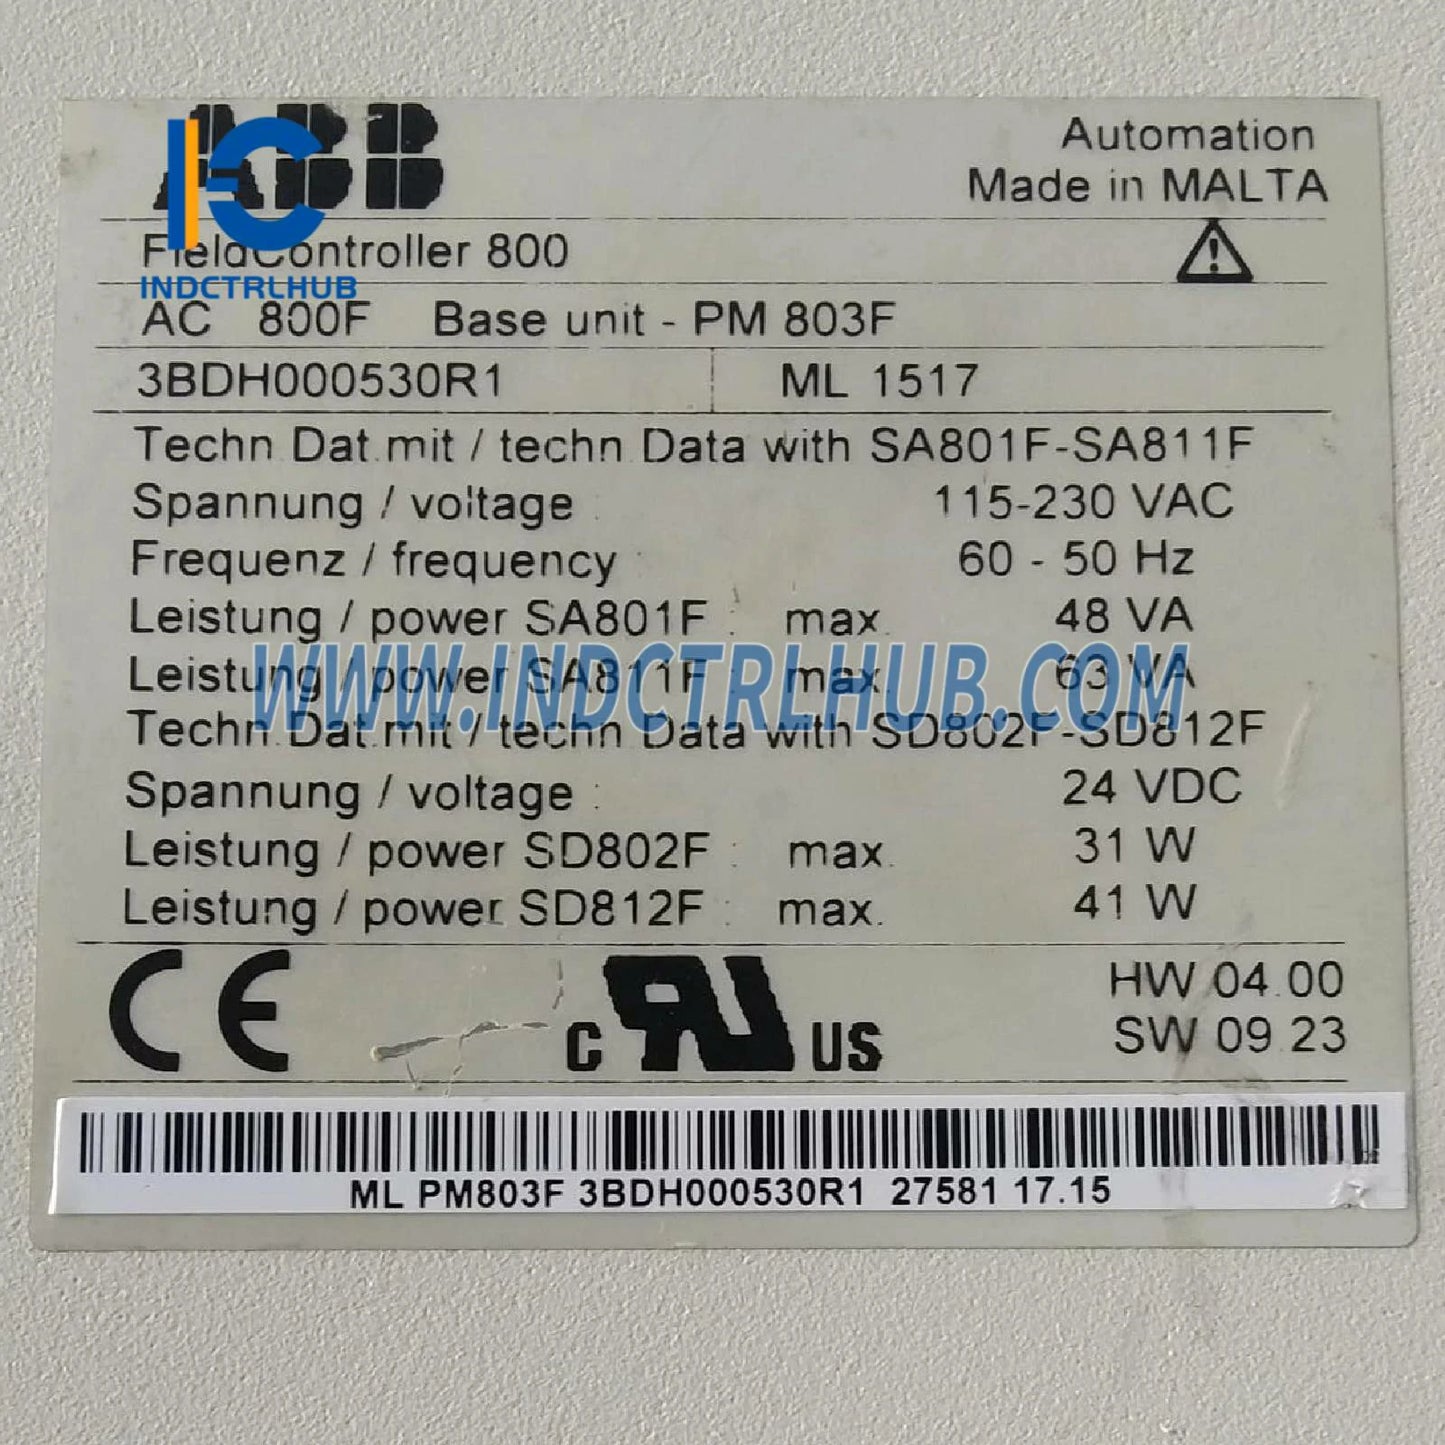 ABB
Automation
Made in MALTA
FieldController 800
INDCTRLHUB
AC 800F Base unit - PM 803F
3BDH000530R1 ML 1517
Techn Dat.mit / techn Data with SA801F-SA811F
Spannung / voltage : 115-230 VAC
Frequenz / frequency : 60 - 50 Hz
Leistung / power SA801F : max. 48 VA
Leistung / power SA811F : max. 63 VA
WWW.INDCTRLHUB.COM
Techn Dat.mit / techn Data with SD802F-SD812F
Spannung / voltage : 24 VDC
Leistung / power SD802F : max. 31 W
Leistung / power SD812F : max. 41 W
CE C RU US HW 04.00
SW 09.23
ML PM803F 3BDH000530R1 27581 17.15